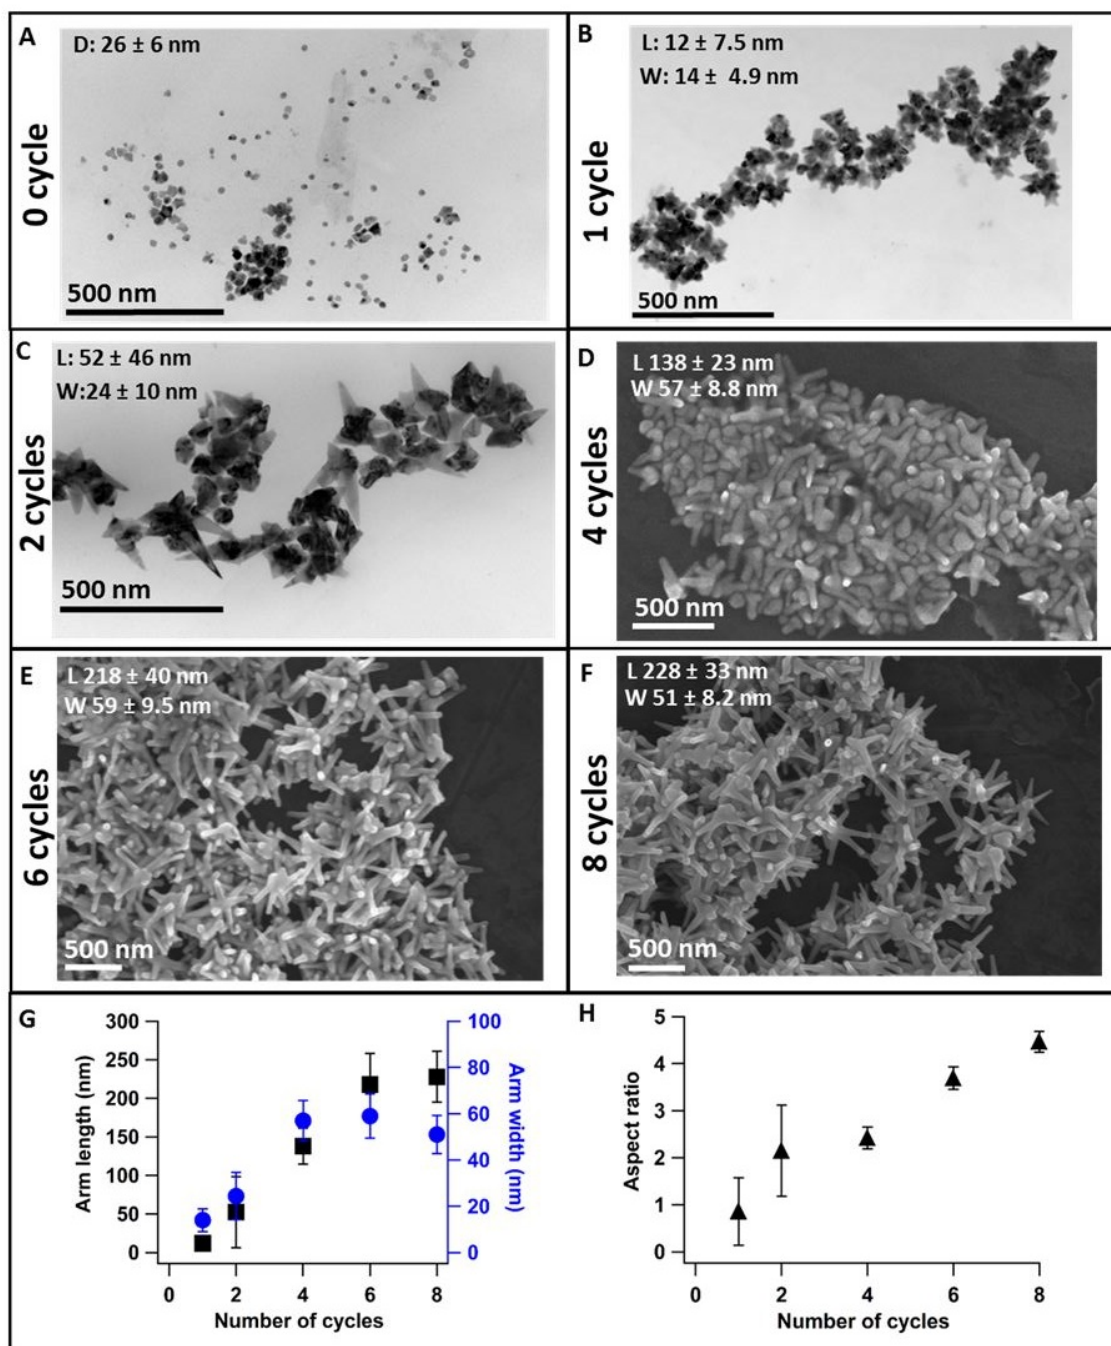 A
D: 26 ± 6 nm
0 cycle
500 nm
B
L: 12 ± 7.5 nm
W: 14 ± 4.9 nm
1 cycle
500 nm
C
L: 52 ± 46 nm
W:24 ± 10 nm
2 cycles
500 nm
D
L 138 ± 23 nm
W 57 ± 8.8 nm
4 cycles
500 nm
E
L 218 ± 40 nm
W 59 ± 9.5 nm
6 cycles
500 nm
F
L 228 ± 33 nm
W 51 ± 8.2 nm
8 cycles
500 nm
G
300
250
200
150
100
50
0
Arm length (nm)
100
80
60
40
20
0
Arm width (nm)
0 2 4 6 8
Number of cycles
H
5
4
3
2
1
0
Aspect ratio
0 2 4 6 8
Number of cycles